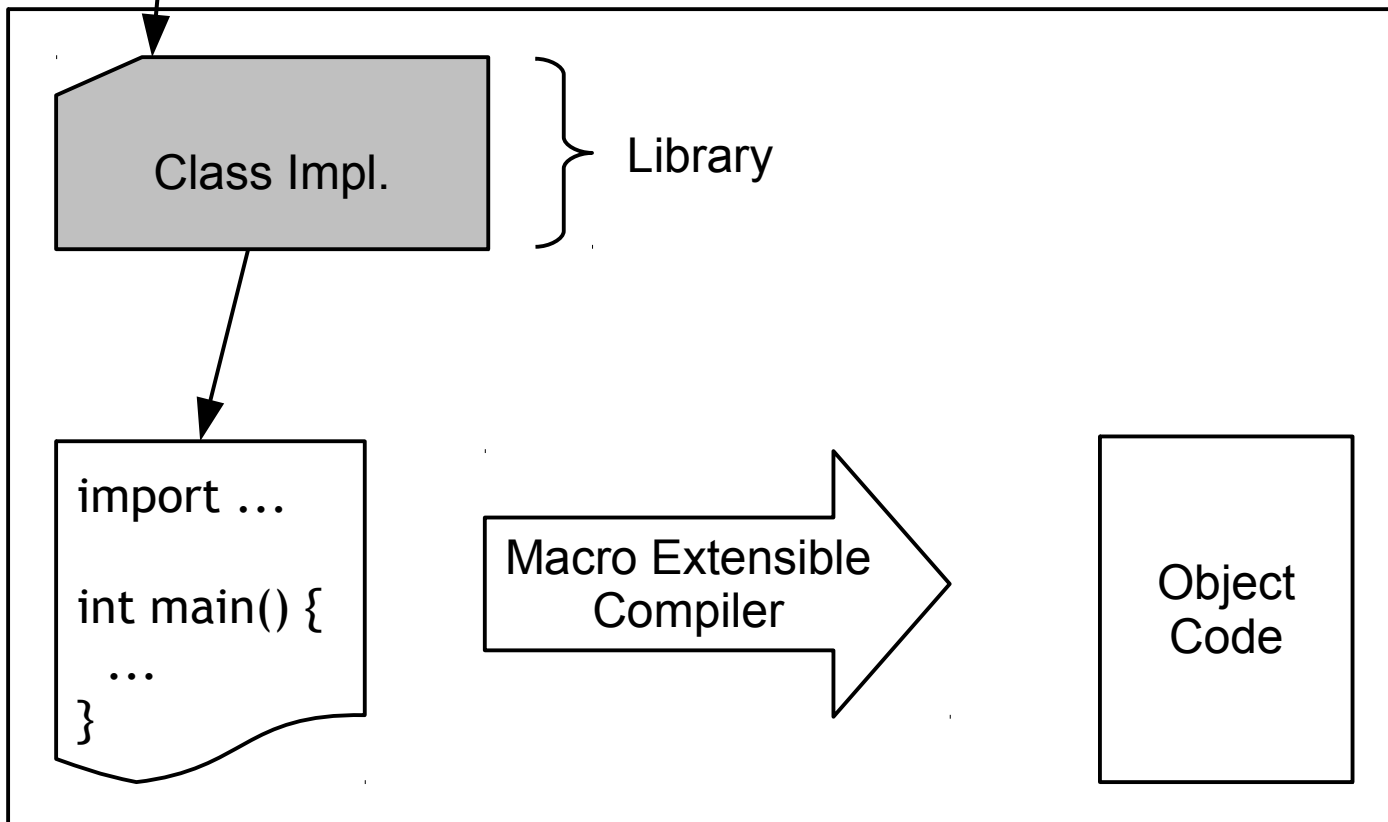 Class Impl.
Library
import ...
int main() {
...
}
Macro Extensible
Compiler
Object
Code